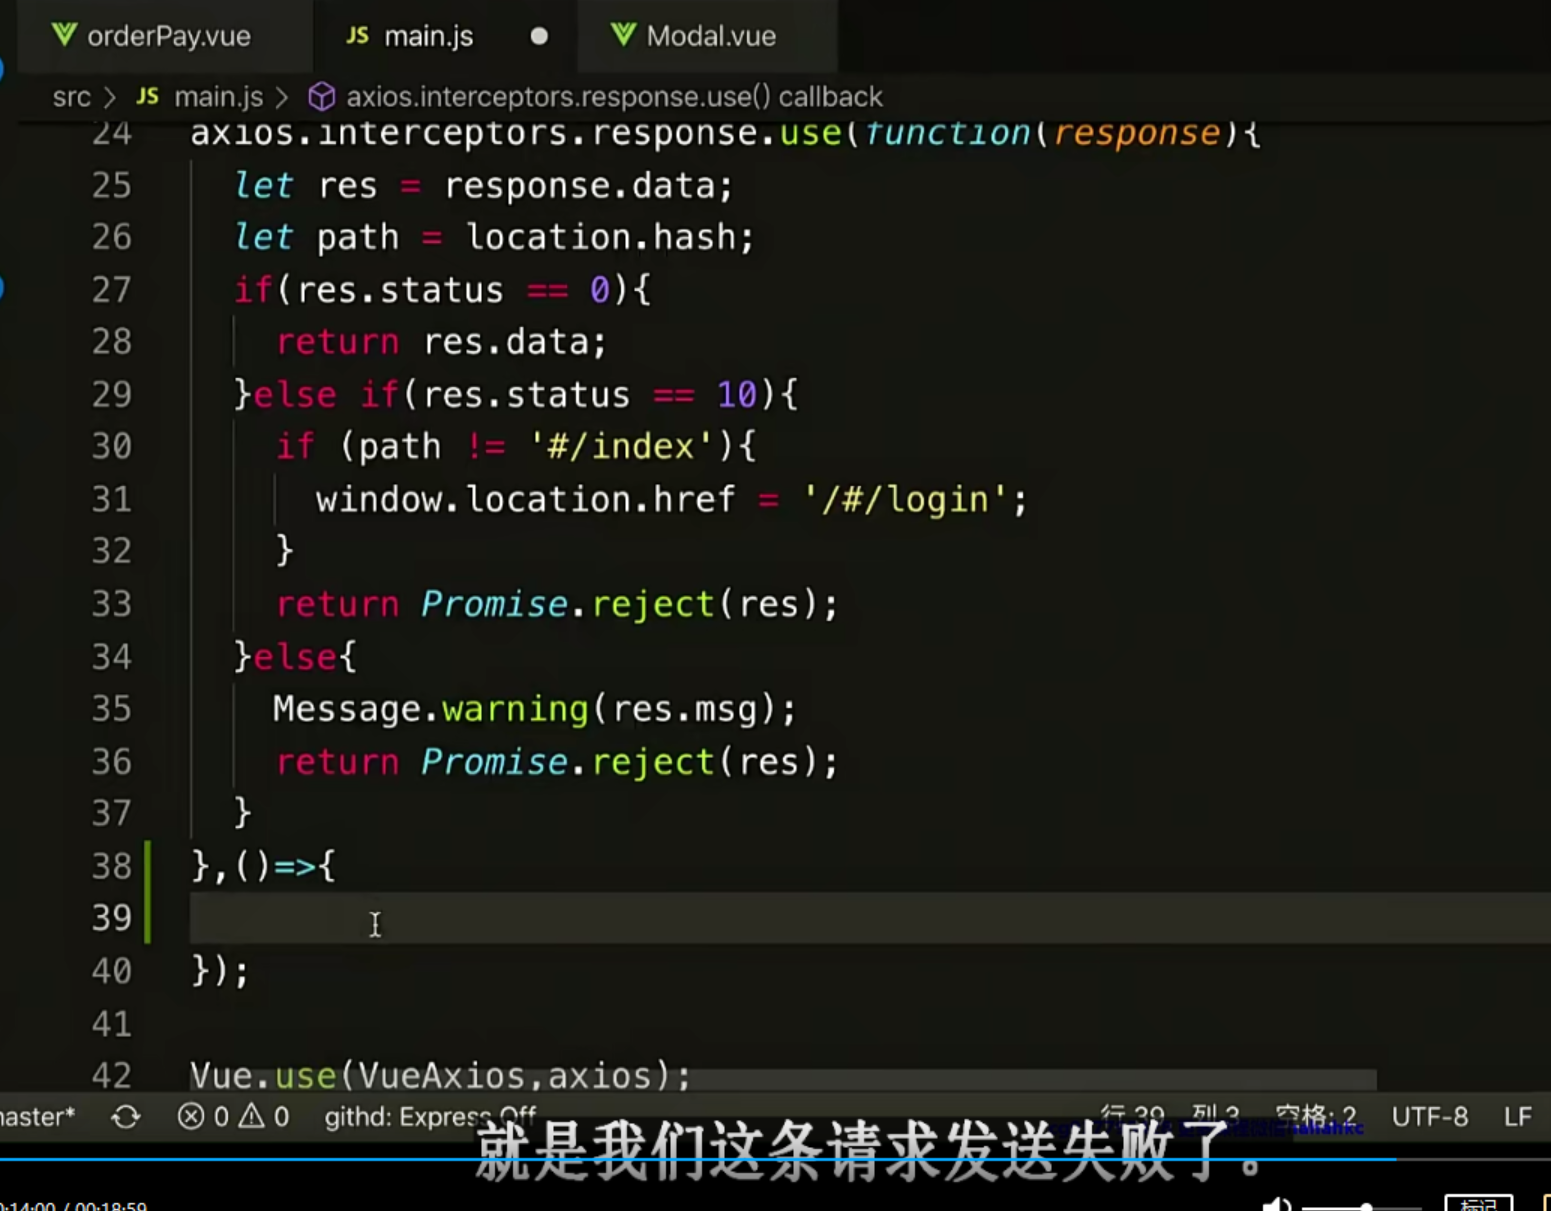 orderPay.vue JS main.js Modal.vue
src > JS main.js > axios.interceptors.response.use() callback
24 axios.interceptors.response.use(function(response){
25 let res = response.data;
26 let path = location.hash;
27 if(res.status == 0){
28 return res.data;
29 }else if(res.status == 10){
30 if (path != '#/index'){
31 window.location.href = '/#/login';
32 }
33 return Promise.reject(res);
34 }else{
35 Message.warning(res.msg);
36 return Promise.reject(res);
37 }
38 },()=>{
39
40 });
41
42 Vue.use(VueAxios,axios);
master* 0 0 githd: Express Off 行 39, 列 3 空格: 2 UTF-8 LF
就是我们这条请求发送失败了。
0:14:00 / 00:18:59 标记